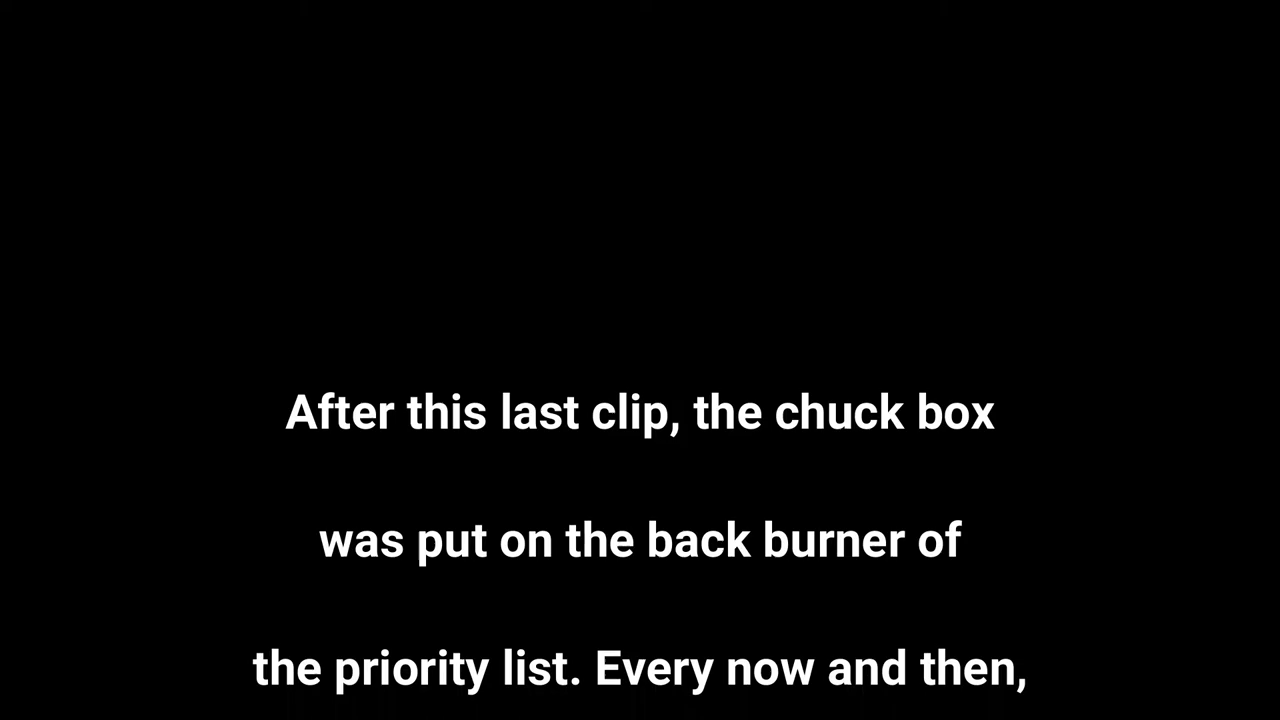 After this last clip, the chuck box
was put on the back burner of
the priority list. Every now and then,